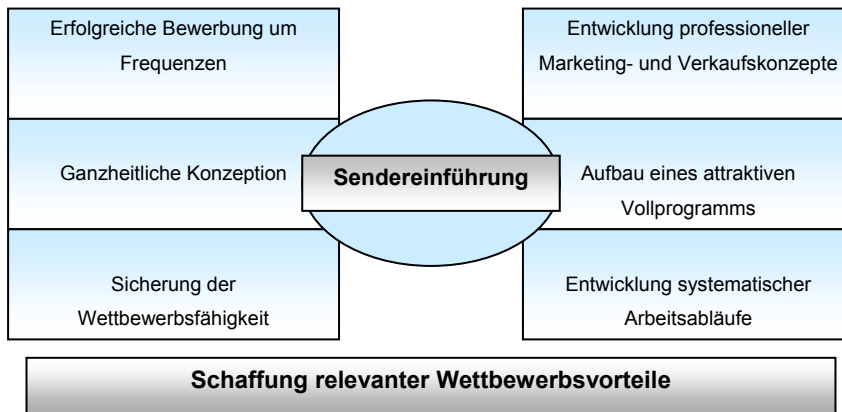 Erfolgreiche Bewerbung um
Frequenzen
Entwicklung professioneller
Marketing- und Verkaufskonzepte
Ganzheitliche Konzeption
Sendereinführung
Aufbau eines attraktiven
Vollprogramms
Sicherung der
Wettbewerbsfähigkeit
Entwicklung systematischer
Arbeitsabläufe
Schaffung relevanter Wettbewerbsvorteile